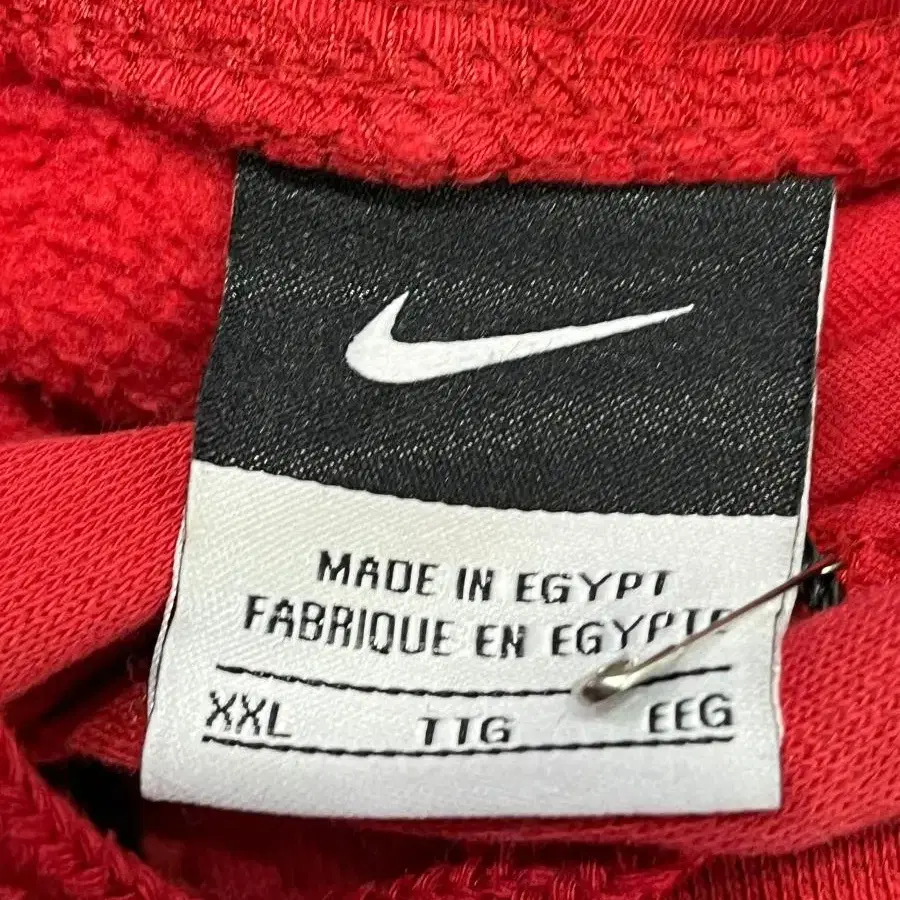 MADE IN EGYPT
FABRIQUE EN EGYPTE
XXL TTG EEG